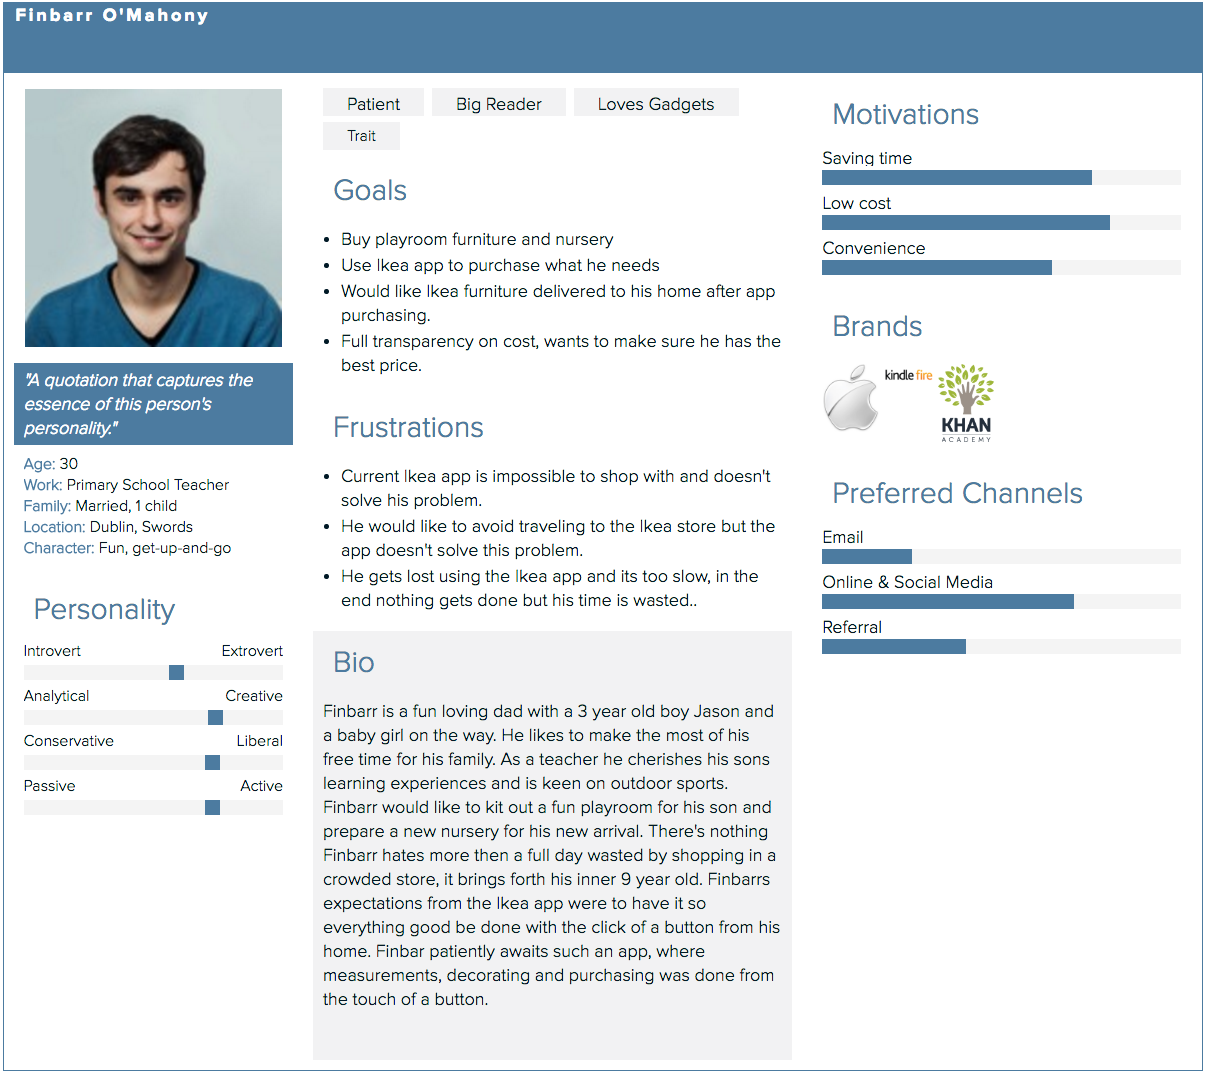 Finbarr O'Mahony
"A quotation that captures the
essence of this person's
personality."
Age: 30
Work: Primary School Teacher
Family: Married, 1 child
Location: Dublin, Swords
Character: Fun, get-up-and-go
Personality
Introvert Extrovert
Analytical Creative
Conservative Liberal
Passive Active
Patient Big Reader Loves Gadgets
Trait
Goals
• Buy playroom furniture and nursery
• Use Ikea app to purchase what he needs
• Would like Ikea furniture delivered to his home after app
purchasing.
• Full transparency on cost, wants to make sure he has the
best price.
Frustrations
• Current Ikea app is impossible to shop with and doesn't
solve his problem.
• He would like to avoid traveling to the Ikea store but the
app doesn't solve this problem.
• He gets lost using the Ikea app and its too slow, in the
end nothing gets done but his time is wasted..
Bio
Finbarr is a fun loving dad with a 3 year old boy Jason and
a baby girl on the way. He likes to make the most of his
free time for his family. As a teacher he cherishes his sons
learning experiences and is keen on outdoor sports.
Finbarr would like to kit out a fun playroom for his son and
prepare a new nursery for his new arrival. There's nothing
Finbarr hates more then a full day wasted by shopping in a
crowded store, it brings forth his inner 9 year old. Finbarrs
expectations from the Ikea app were to have it so
everything good be done with the click of a button from his
home. Finbar patiently awaits such an app, where
measurements, decorating and purchasing was done from
the touch of a button.
Motivations
Saving time
Low cost
Convenience
Brands
kindle fire
KHAN
ACADEMY
Preferred Channels
Email
Online & Social Media
Referral